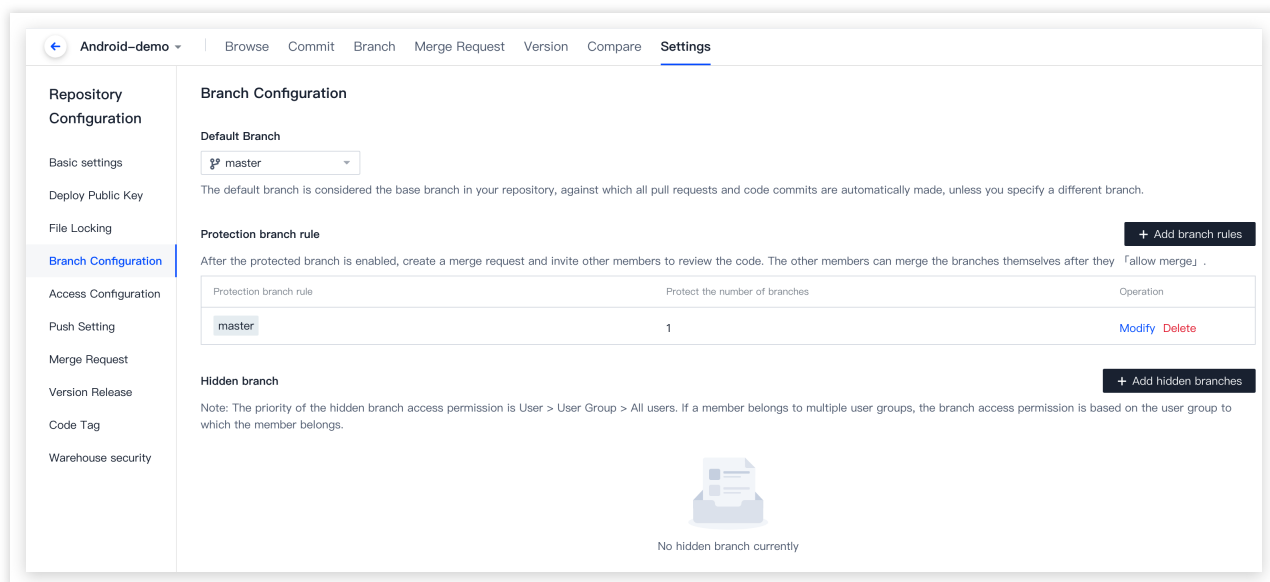 Android-demo
Browse Commit Branch Merge Request Version Compare Settings
Repository
Configuration
Basic settings
Deploy Public Key
File Locking
Branch Configuration
Access Configuration
Push Setting
Merge Request
Version Release
Code Tag
Warehouse security
Branch Configuration
Default Branch
master
The default branch is considered the base branch in your repository, against which all pull requests and code commits are automatically made, unless you specify a different branch.
Protection branch rule
+ Add branch rules
After the protected branch is enabled, create a merge request and invite other members to review the code. The other members can merge the branches themselves after they 「allow merge」.
Protection branch rule Protect the number of branches Operation
master 1 Modify Delete
Hidden branch
+ Add hidden branches
Note: The priority of the hidden branch access permission is User > User Group > All users. If a member belongs to multiple user groups, the branch access permission is based on the user group to
which the member belongs.
No hidden branch currently